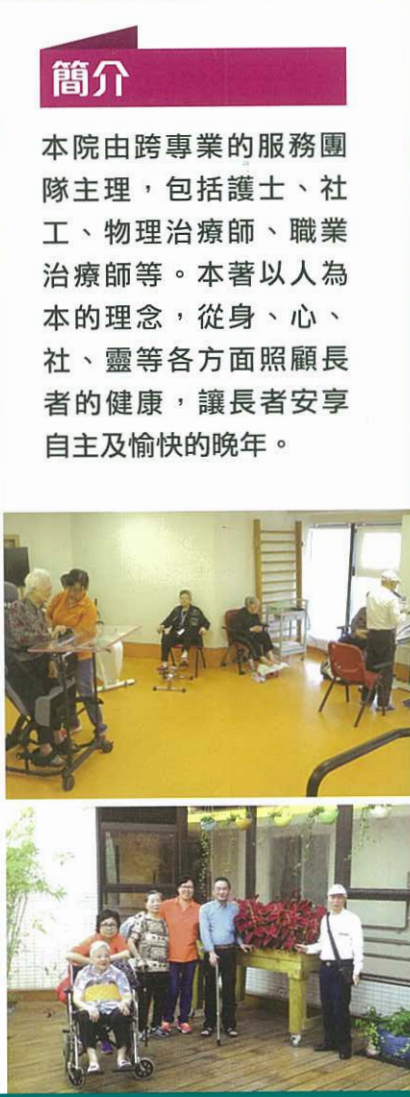 簡介
本院由跨專業的服務團
隊主理，包括護士、社
工、物理治療師、職業
治療師等。本著以人為
本的理念，從身、心、
社、靈等各方面照顧長
者的健康，讓長者安享
自主及愉快的晚年。